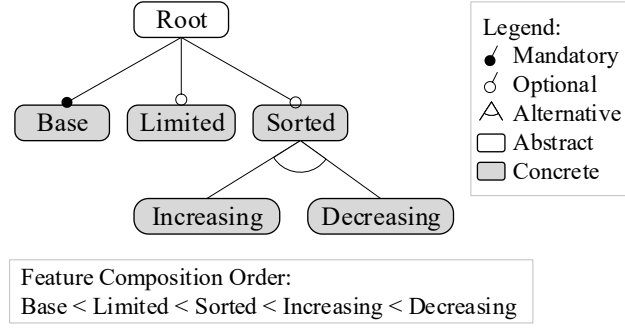 Root
Base
Limited
Sorted
Increasing
Decreasing
Legend:
Mandatory
Optional
Alternative
Abstract
Concrete
Feature Composition Order:
Base < Limited < Sorted < Increasing < Decreasing